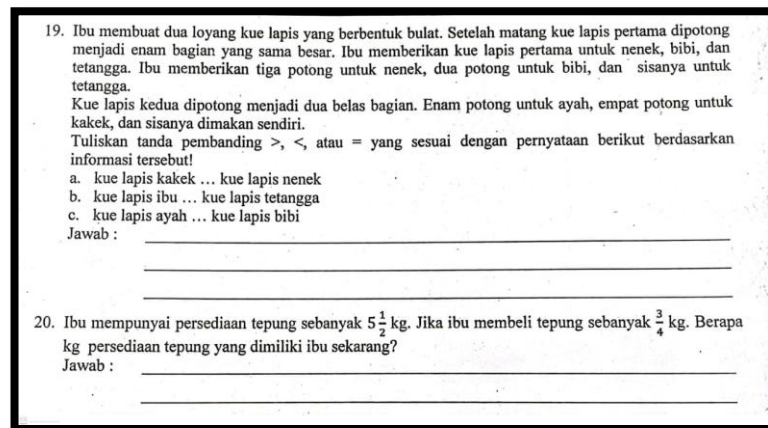 19. Ibu membuat dua loyang kue lapis yang berbentuk bulat. Setelah matang kue lapis pertama dipotong
menjadi enam bagian yang sama besar. Ibu memberikan kue lapis pertama untuk nenek, bibi, dan
tetangga. Ibu memberikan tiga potong untuk nenek, dua potong untuk bibi, dan sisanya untuk
tetangga.
Kue lapis kedua dipotong menjadi dua belas bagian. Enam potong untuk ayah, empat potong untuk
kakek, dan sisanya dimakan sendiri.
Tuliskan tanda pembanding >, <, atau = yang sesuai dengan pernyataan berikut berdasarkan
informasi tersebut!
a. kue lapis kakek … kue lapis nenek
b. kue lapis ibu … kue lapis tetangga
c. kue lapis ayah … kue lapis bibi
Jawab :
20. Ibu mempunyai persediaan tepung sebanyak 5 1/2 kg. Jika ibu membeli tepung sebanyak 3/4 kg. Berapa
kg persediaan tepung yang dimiliki ibu sekarang?
Jawab :